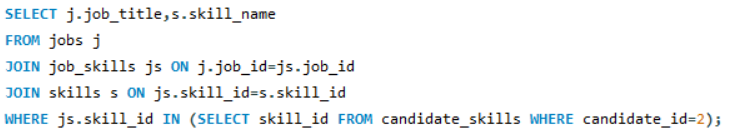 SELECT j.job_title,s.skill_name
FROM jobs j
JOIN job_skills js ON j.job_id=js.job_id
JOIN skills s ON js.skill_id=s.skill_id
WHERE js.skill_id IN (SELECT skill_id FROM candidate_skills WHERE candidate_id=2);